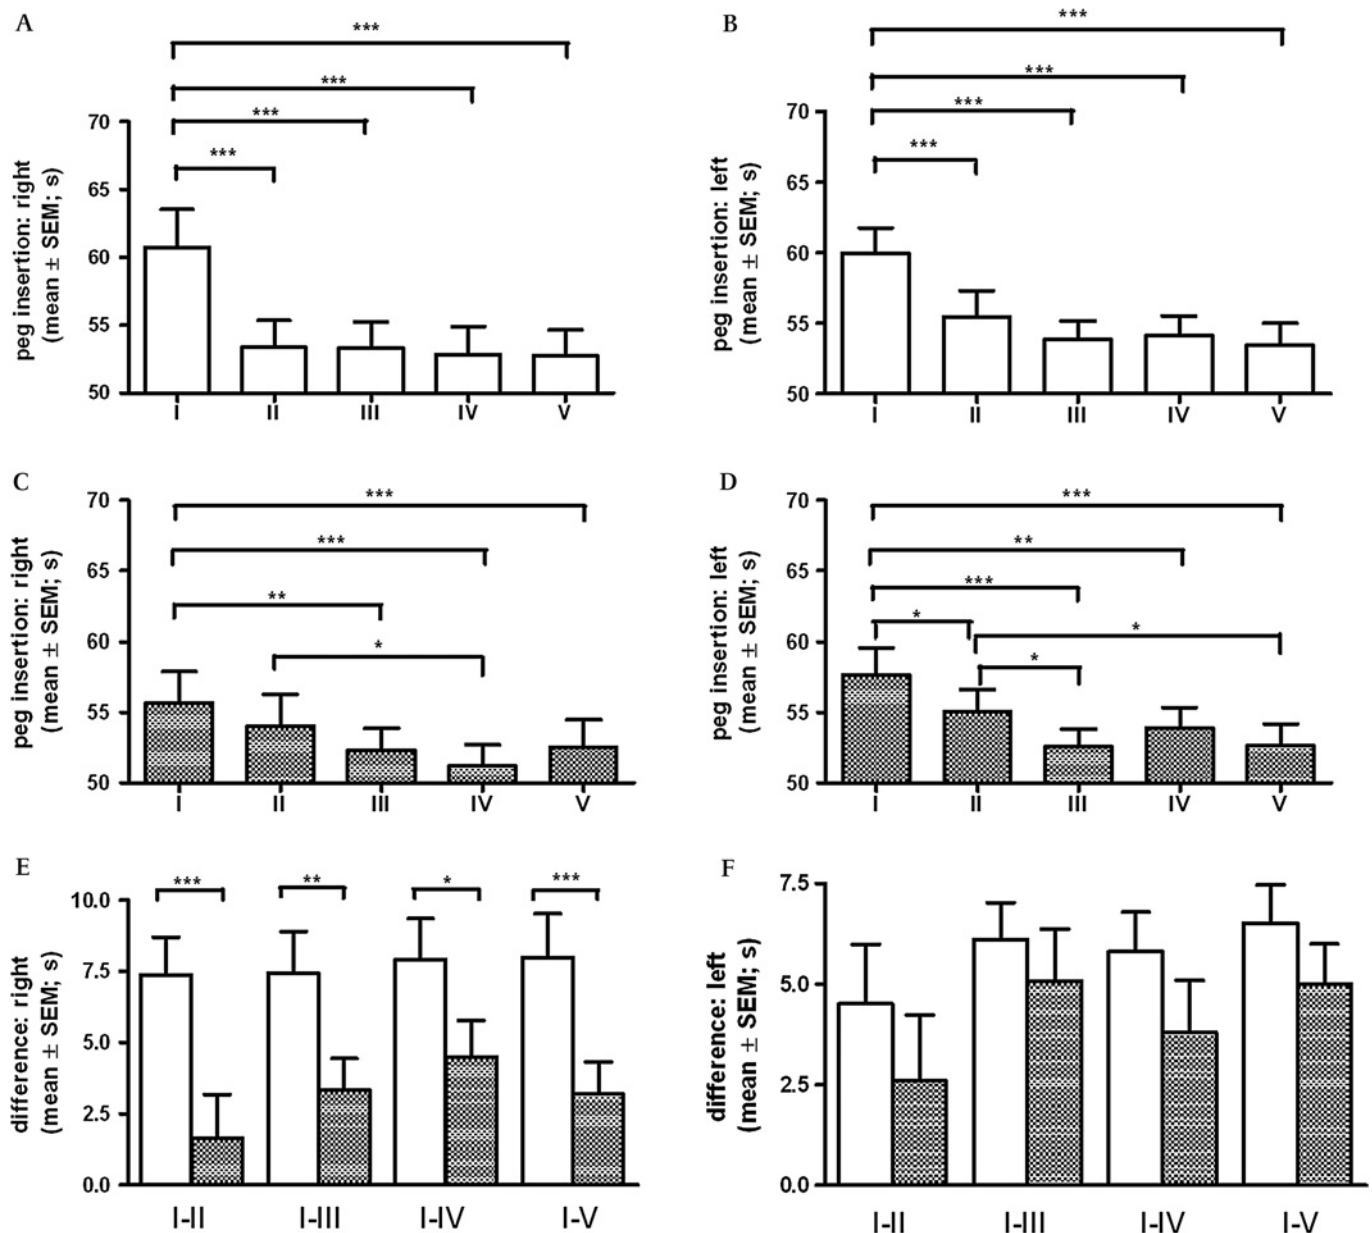 A
***
***
***
***
70
65
60
55
50
peg insertion: right
(mean ± SEM; s)
I II III IV V
B
***
***
***
***
70
65
60
55
50
peg insertion: left
(mean ± SEM; s)
I II III IV V
C
***
***
**
*
70
65
60
55
50
peg insertion: right
(mean ± SEM; s)
I II III IV V
D
***
**
***
*
*
*
70
65
60
55
50
peg insertion: left
(mean ± SEM; s)
I II III IV V
E
*** ** * ***
10.0
7.5
5.0
2.5
0.0
difference: right
(mean ± SEM; s)
I-II I-III I-IV I-V
F
7.5
5.0
2.5
0.0
difference: left
(mean ± SEM; s)
I-II I-III I-IV I-V